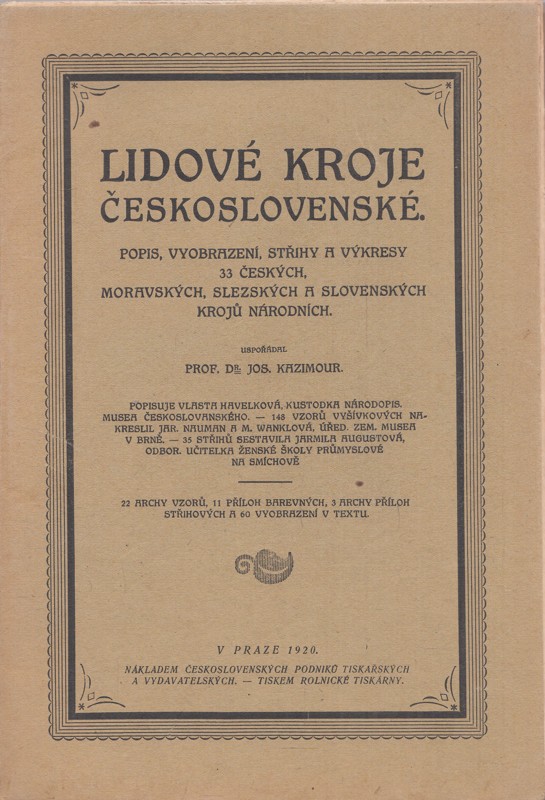 LIDOVÉ KROJE
ČESKOSLOVENSKÉ.
POPIS, VYOBRAZENÍ, STŘIHY A VÝKRESY
33 ČESKÝCH,
MORAVSKÝCH, SLEZSKÝCH A SLOVENSKÝCH
KROJŮ NÁRODNÍCH.
USPOŘÁDAL
PROF. DR. JOS. KAZIMOUR.
POPISUJE VLASTA HAVELKOVÁ, KUSTODKA NÁRODOPIS.
MUSEA ČESKOSLOVANSKÉHO. — 148 VZORŮ VYŠÍVKOVÝCH NA-
KRESLIL JAR. NAUMAN A M. WANKLOVÁ, ÚŘED. ZEM. MUSEA
V BRNĚ. — 35 STŘIHŮ SESTAVILA JARMILA AUGUSTOVÁ,
ODBOR. UČITELKA ŽENSKÉ ŠKOLY PRŮMYSLOVÉ
NA SMÍCHOVĚ
22 ARCHY VZORŮ, 11 PŘÍLOH BAREVNÝCH, 3 ARCHY PŘÍLOH
STŘIHOVÝCH A 60 VYOBRAZENÍ V TEXTU.
V PRAZE 1920.
NÁKLADEM ČESKOSLOVENSKÝCH PODNIKŮ TISKAŘSKÝCH
A VYDAVATELSKÝCH. — TISKEM ROLNICKÉ TISKÁRNY.